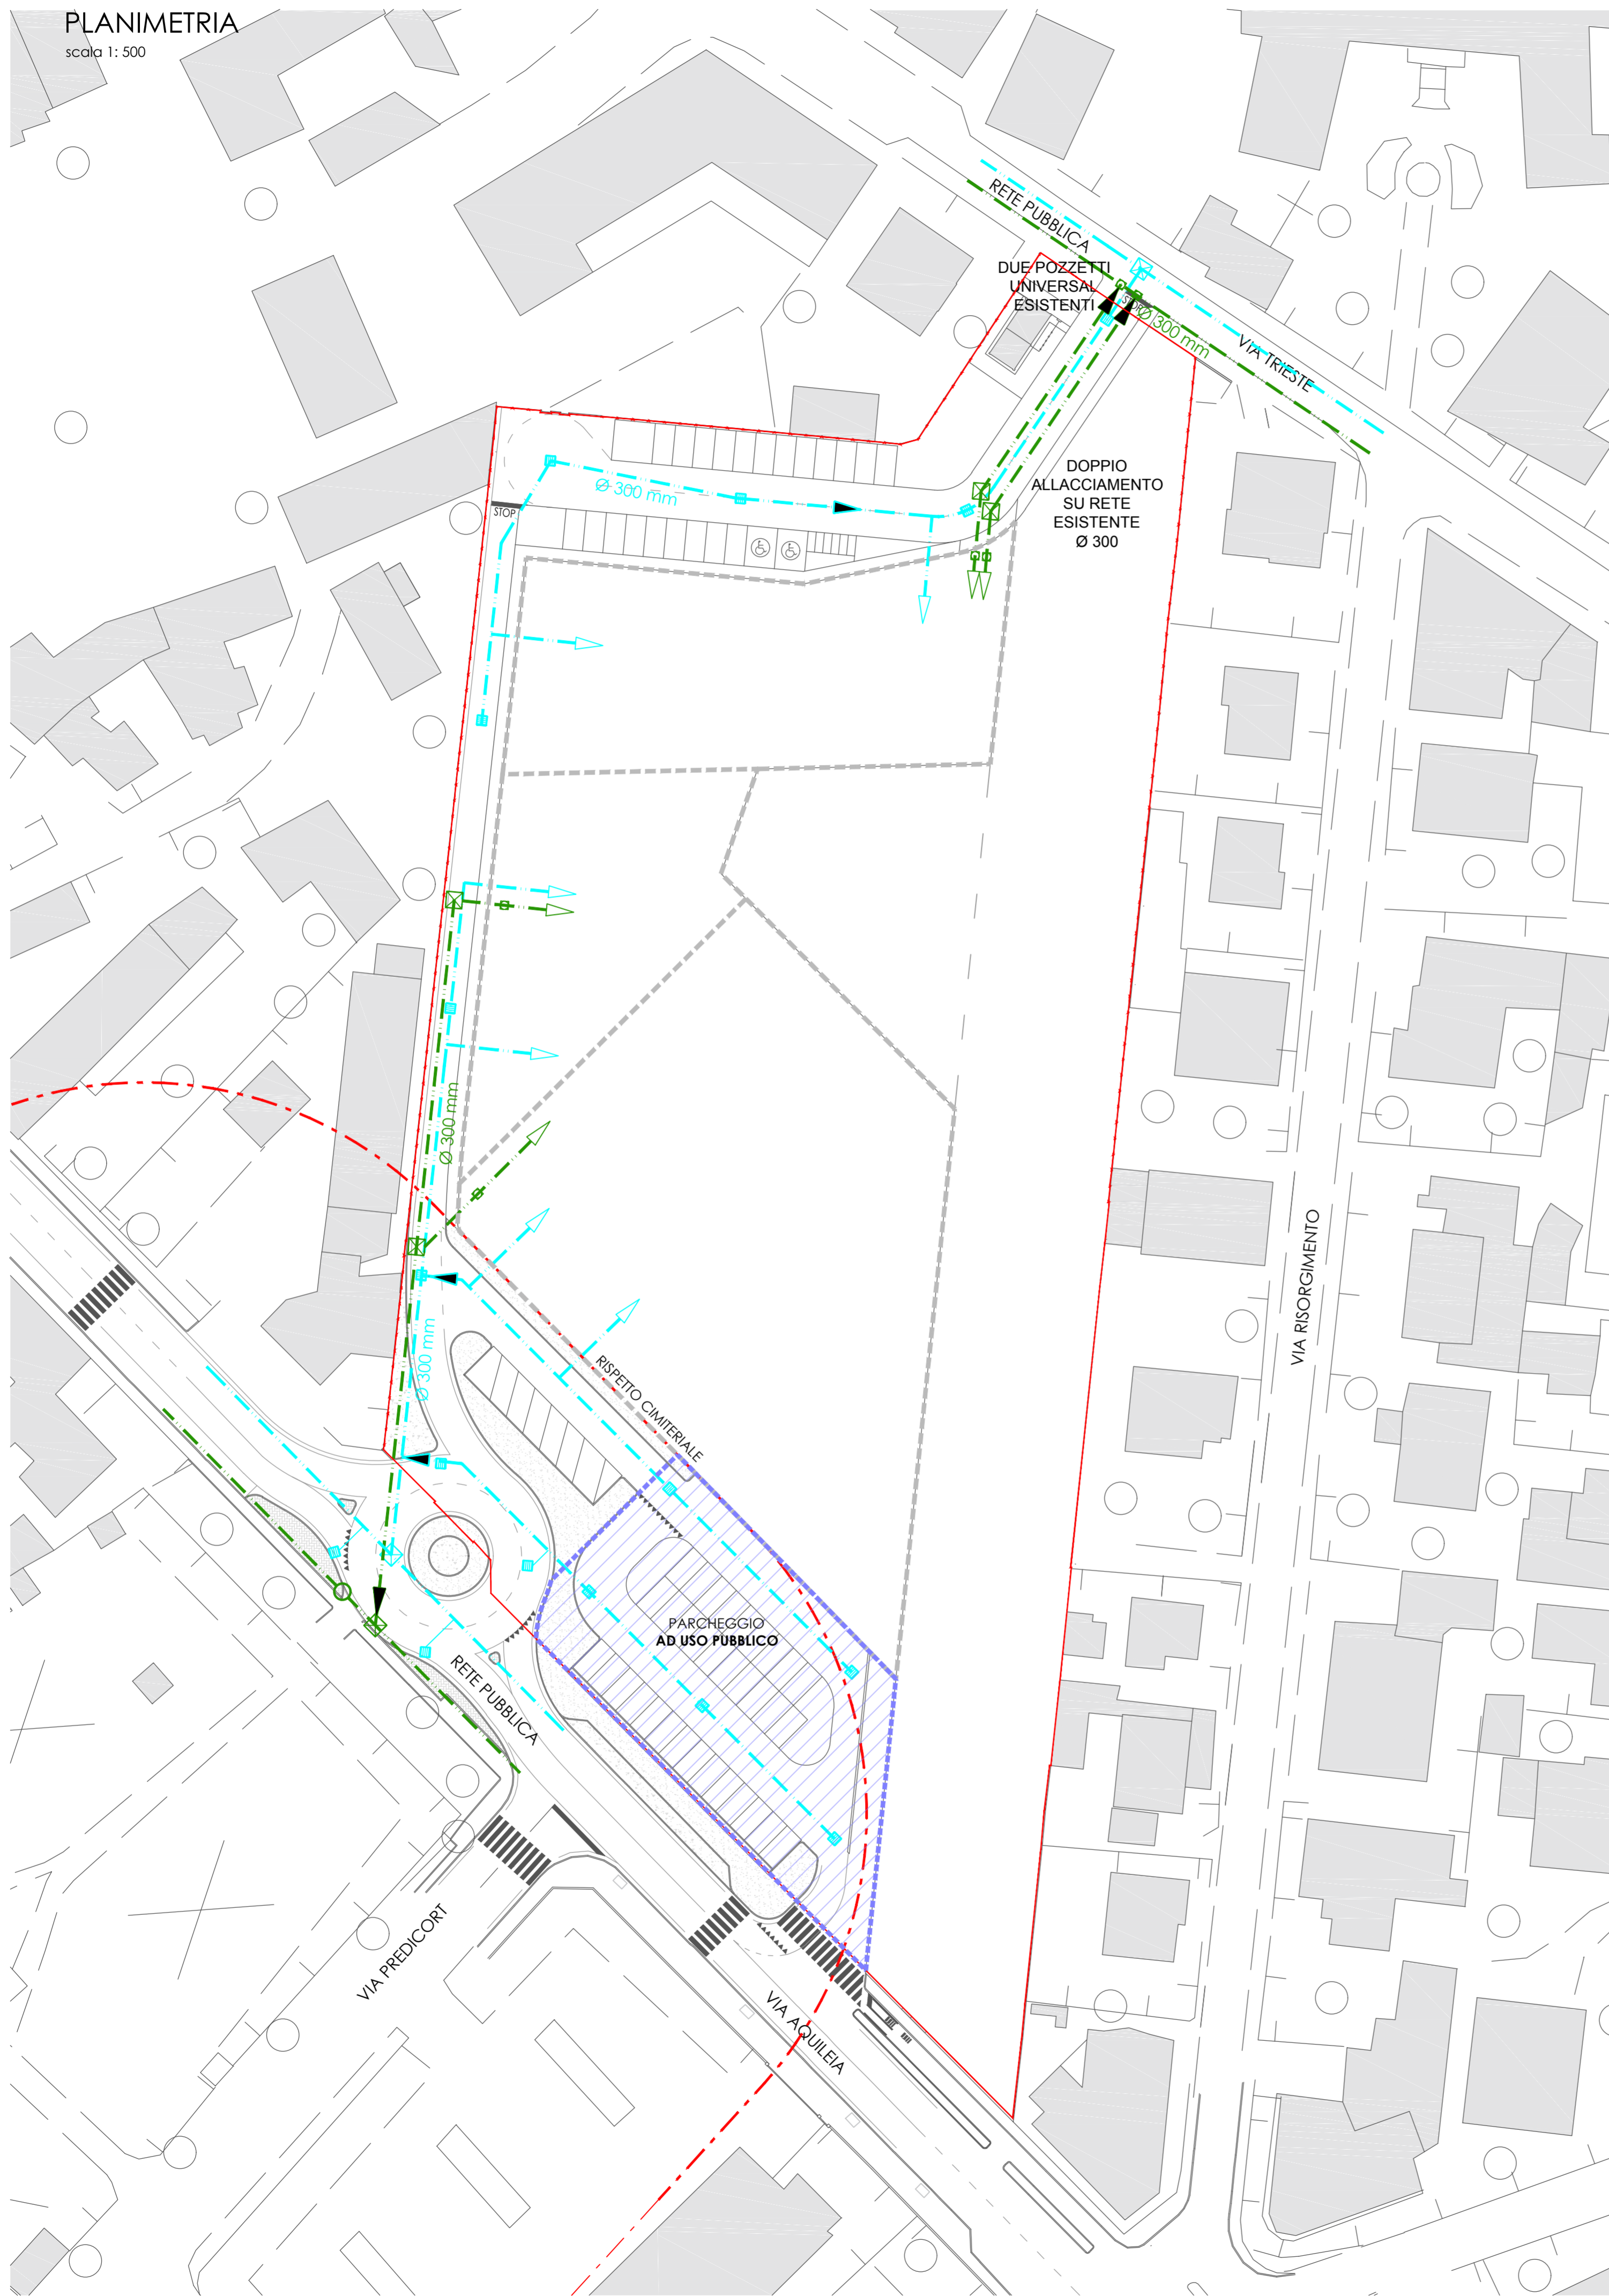 PLANIMETRIA
scala 1: 500
RETE PUBBLICA
DUE POZZETTI
UNIVERSAL
ESISTENTI
STOP
Ø 300 mm
VIA TRIESTE
DOPPIO
ALLACCIAMENTO
SU RETE
ESISTENTE
Ø 300
Ø 300 mm
STOP
Ø 300 mm
VIA RISORGIMENTO
Ø 300 mm
RISPETTO CIMITERIALE
PARCHEGGIO
AD USO PUBBLICO
RETE PUBBLICA
VIA PREDICORT
VIA AQUILEIA